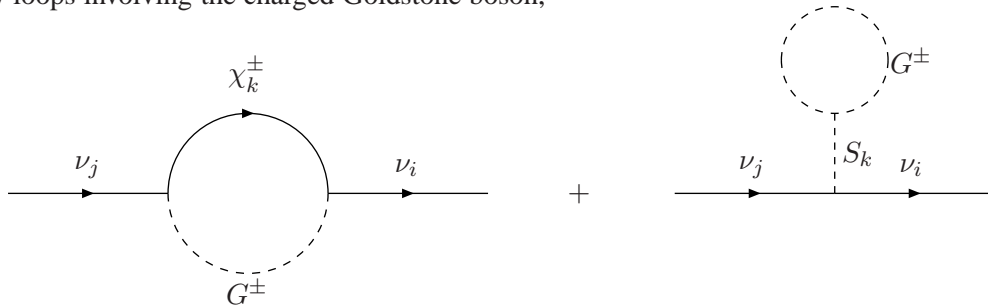 loops involving the charged Goldstone boson,
G^±
χ_k^±
ν_j
S_k
ν_j
ν_i
+
ν_i
G^±